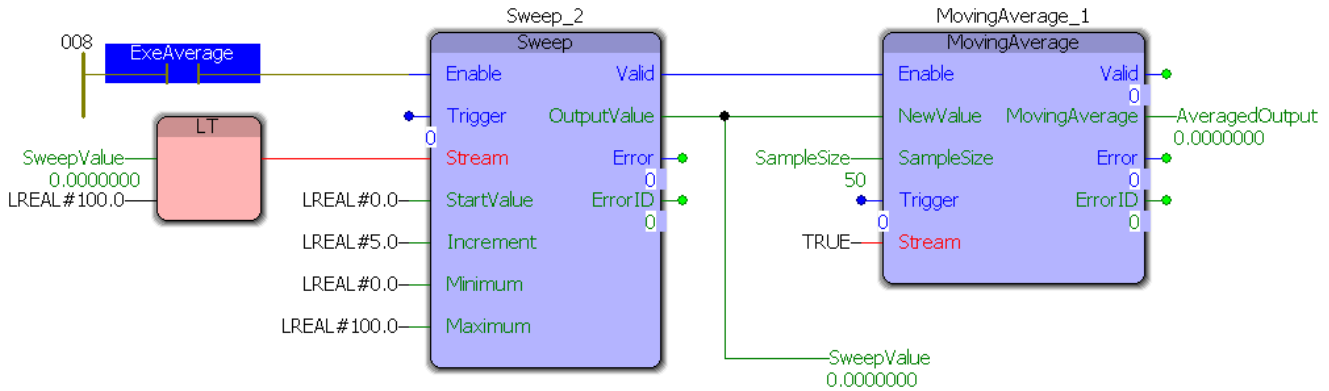 Sweep_2 MovingAverage_1
008 ExeAverage Sweep MovingAverage
Enable Valid Enable Valid
0
LT Trigger OutputValue NewValue MovingAverage AveragedOutput
0 0.0000000
SweepValue Stream Error SampleSize SampleSize Error
0.0000000 0 50 0
LREAL#100.0 LREAL#0.0 StartValue ErrorID Trigger ErrorID
0 0 0
LREAL#5.0 Increment TRUE Stream
LREAL#0.0 Minimum
LREAL#100.0 Maximum
SweepValue
0.0000000